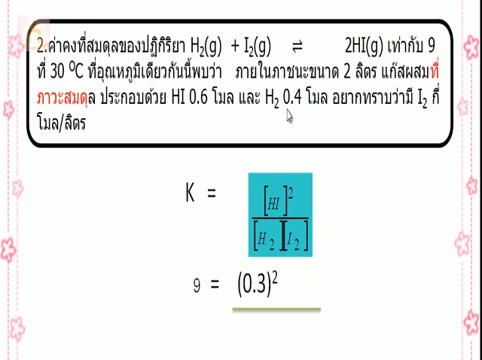 2.ค่าคงที่สมดุลของปฏิกิริยา H₂(g) + I₂(g) ⇌ 2HI(g) เท่ากับ 9
ที่ 30 ⁰C ที่อุณหภูมิเดียวกันนี้พบว่า ภายในภาชนะขนาด 2 ลิตร แก๊สผสมที่
ภาวะสมดุล ประกอบด้วย HI 0.6 โมล และ H₂ 0.4 โมล อยากทราบว่ามี I₂ กี่
โมล/ลิตร
K = [HI]²
[H₂][I₂]
9 = (0.3)²